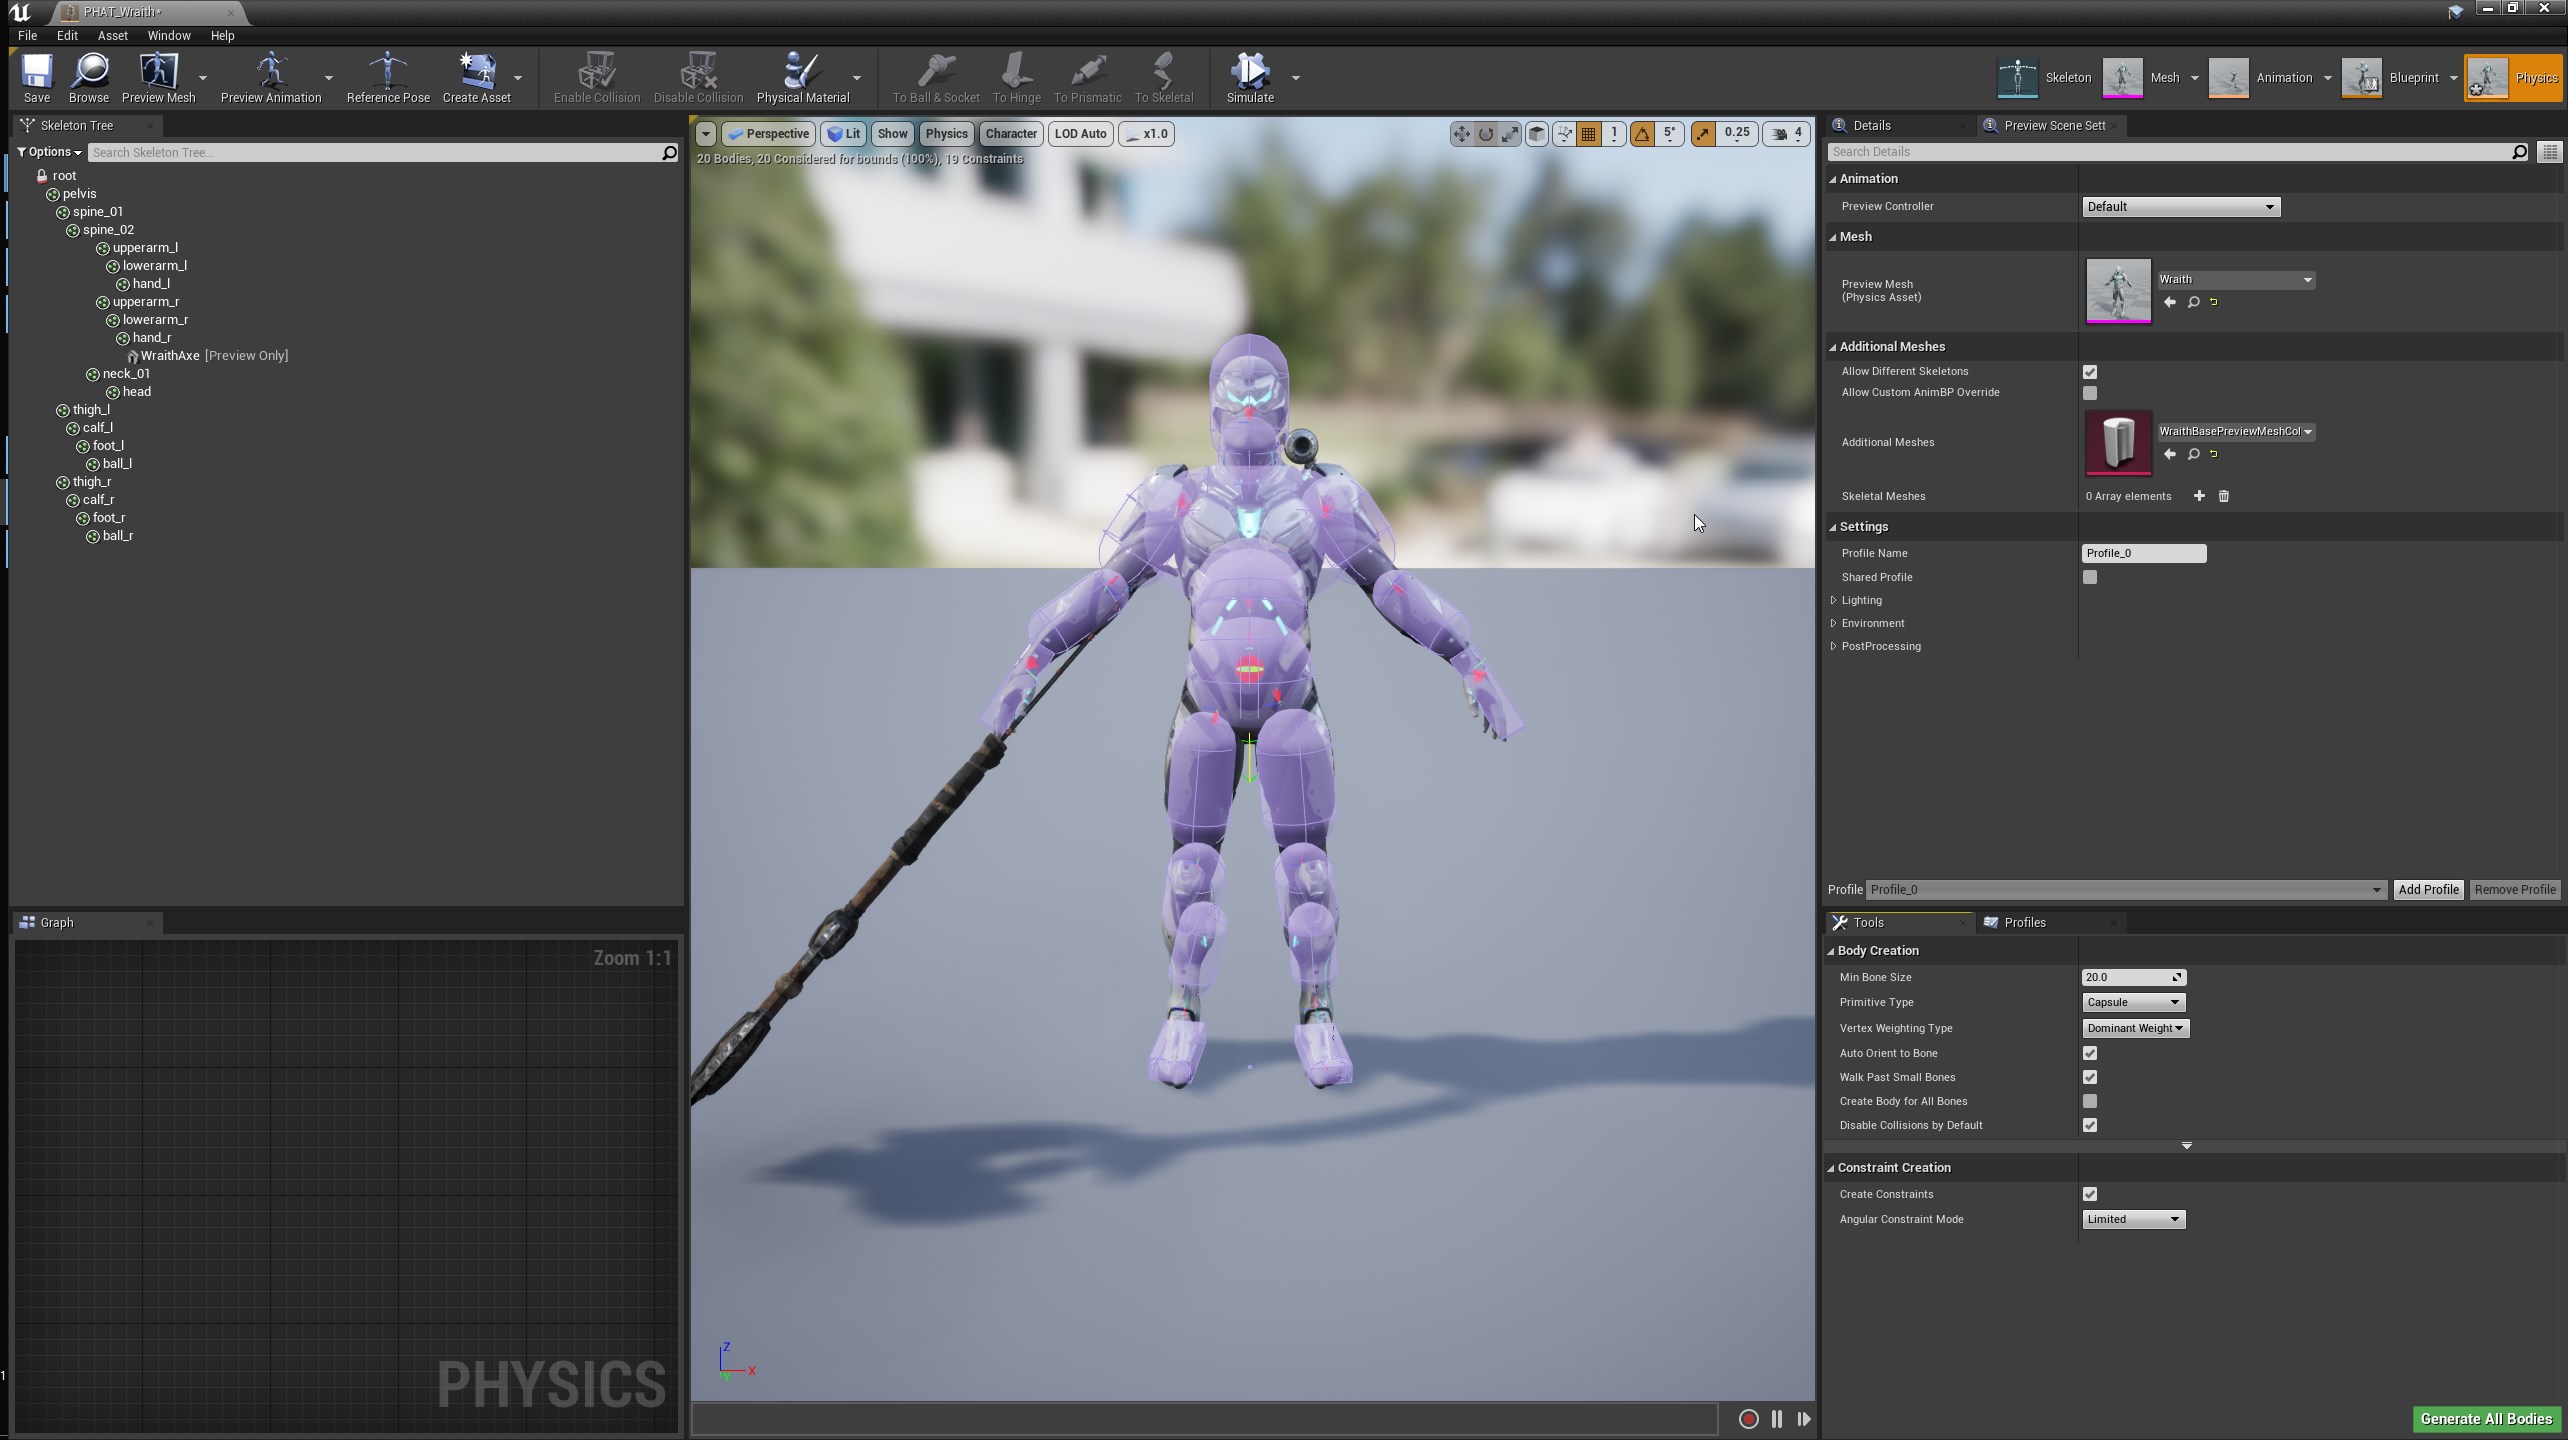 PHAT_Wraith*
File Edit Asset Window Help
Save Browse Preview Mesh Preview Animation Reference Pose Create Asset Enable Collision Disable Collision Physical Material To Ball & Socket To Hinge To Prismatic To Skeletal Simulate Skeleton Mesh Animation Blueprint Physics
Skeleton Tree
Options Search Skeleton Tree...
root
pelvis
spine_01
spine_02
upperarm_l
lowerarm_l
hand_l
upperarm_r
lowerarm_r
hand_r
WraithAxe [Preview Only]
neck_01
head
thigh_l
calf_l
foot_l
ball_l
thigh_r
calf_r
foot_r
ball_r
Graph
Zoom 1:1
PHYSICS
Perspective Lit Show Physics Character LOD Auto x1.0 1 5° 0.25 4
20 Bodies, 20 Considered for bounds (100%), 19 Constraints
Z
X
Y
Details Preview Scene Sett
Search Details
Animation
Preview Controller Default
Mesh
Preview Mesh
(Physics Asset)
Wraith
Additional Meshes
Allow Different Skeletons
Allow Custom AnimBP Override
Additional Meshes WraithBasePreviewMeshCol
Skeletal Meshes 0 Array elements
Settings
Profile Name Profile_0
Shared Profile
Lighting
Environment
PostProcessing
Profile Profile_0 Add Profile Remove Profile
Tools Profiles
Body Creation
Min Bone Size 20.0
Primitive Type Capsule
Vertex Weighting Type Dominant Weight
Auto Orient to Bone
Walk Past Small Bones
Create Body for All Bones
Disable Collisions by Default
Constraint Creation
Create Constraints
Angular Constraint Mode Limited
Generate All Bodies